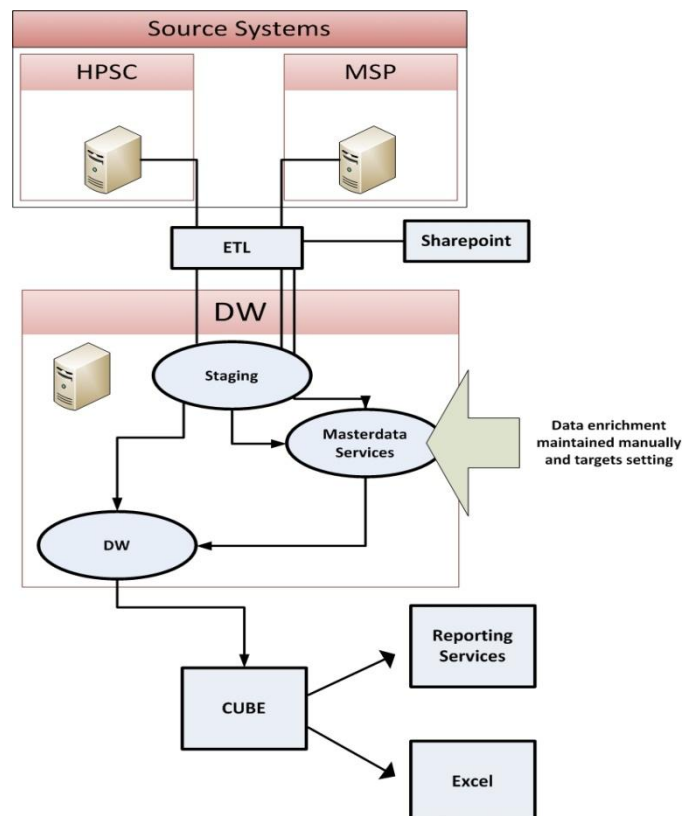 Source Systems
HPSC
MSP
ETL
Sharepoint
DW
Staging
Masterdata
Services
Data enrichment
maintained manually
and targets setting
DW
Reporting
Services
CUBE
Excel